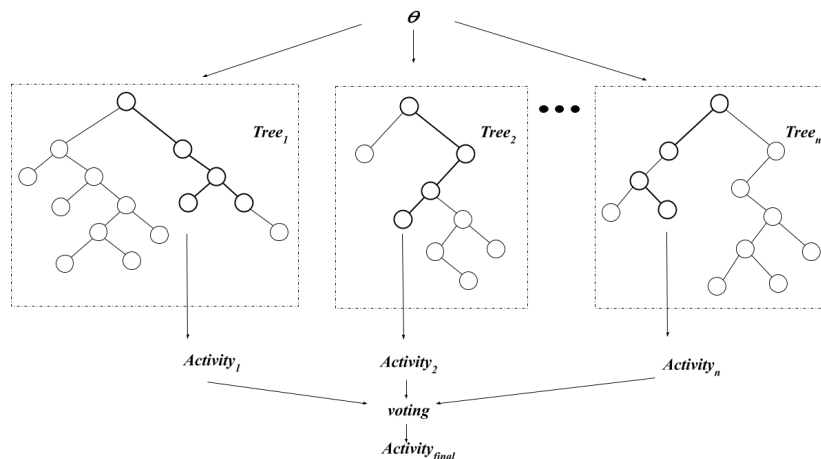 θ
Tree1
Tree2
Treen
Activity1
Activity2
Activityn
voting
Activityfinal